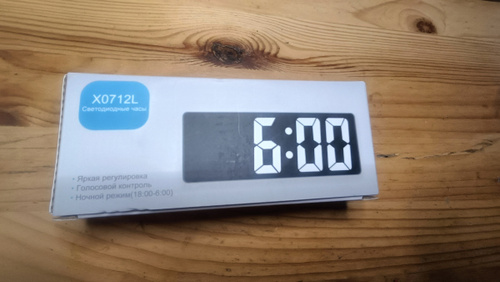 X0712L
Светодиодные часы
6:00
· Яркая регулировка
· Голосовой контроль
· Ночной режим(18:00-6:00)